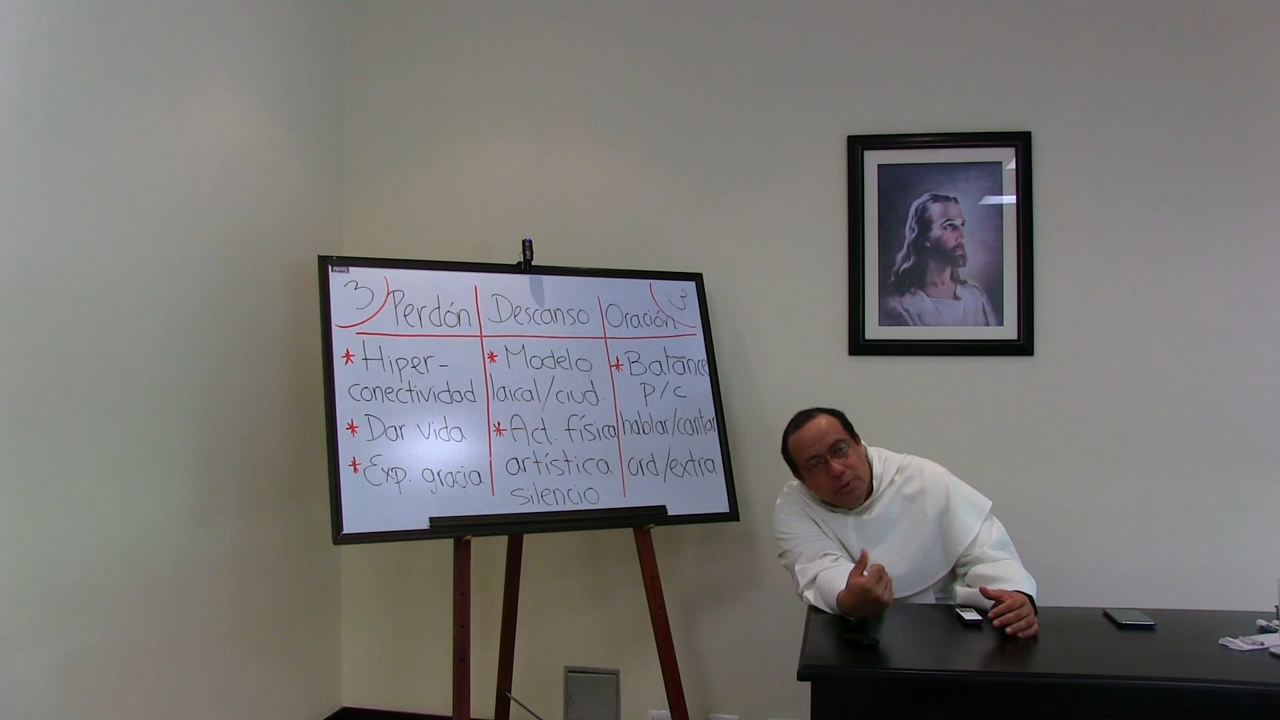 3) Perdón
Descanso
Oración
3
* Hiper-
conectividad
* Dar vida
* Exp. gracia
* Modelo
laical/ciud.
* Act. física
artística
silencio
* Balance
p/c
hablar/cantar
ord/extra